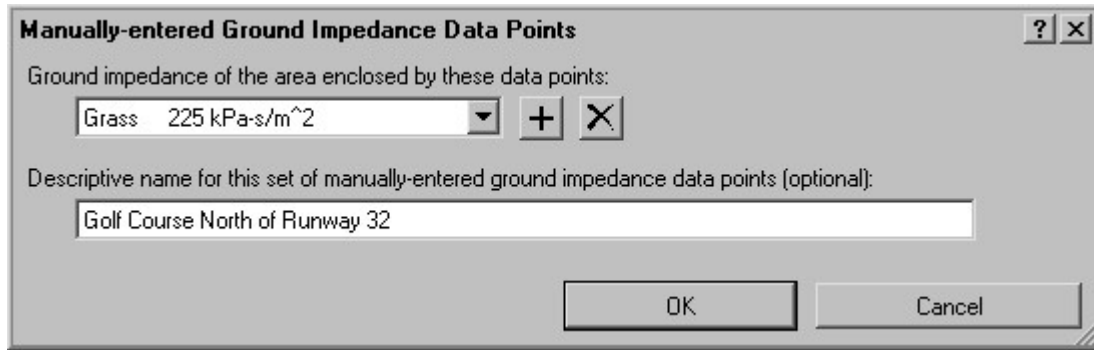 Manually-entered Ground Impedance Data Points ? X
Ground impedance of the area enclosed by these data points:
Grass 225 kPa-s/m^2
Descriptive name for this set of manually-entered ground impedance data points (optional):
Golf Course North of Runway 32
OK Cancel